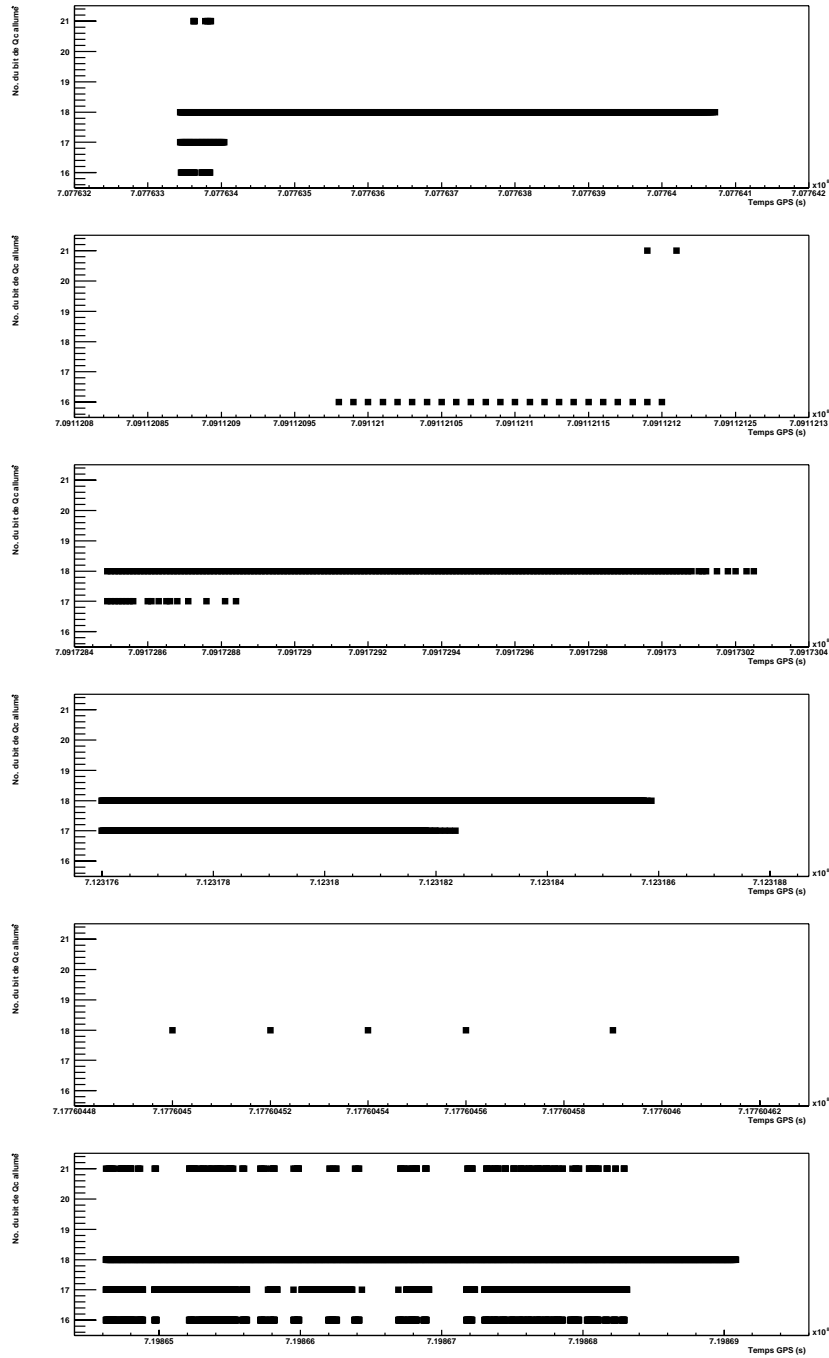 No. du bit de Qc allumé
21
20
19
18
17
16
7.077632 7.077633 7.077634 7.077635 7.077636 7.077637 7.077638 7.077639 7.07764 7.077641 7.077642
x10⁸
Temps GPS (s)
No. du bit de Qc allumé
21
20
19
18
17
16
7.0911208 7.09112085 7.0911209 7.09112095 7.091121 7.09112105 7.0911211 7.09112115 7.0911212 7.09112125 7.0911213
x10⁸
Temps GPS (s)
No. du bit de Qc allumé
21
20
19
18
17
16
7.0917284 7.0917286 7.0917288 7.091729 7.0917292 7.0917294 7.0917296 7.0917298 7.09173 7.0917302 7.0917304
x10⁸
Temps GPS (s)
No. du bit de Qc allumé
21
20
19
18
17
16
7.123176 7.123178 7.12318 7.123182 7.123184 7.123186 7.123188
x10⁸
Temps GPS (s)
No. du bit de Qc allumé
21
20
19
18
17
16
7.17760448 7.1776045 7.17760452 7.17760454 7.17760456 7.17760458 7.1776046 7.17760462
x10⁸
Temps GPS (s)
No. du bit de Qc allumé
21
20
19
18
17
16
7.19865 7.19866 7.19867 7.19868 7.19869
x10⁸
Temps GPS (s)